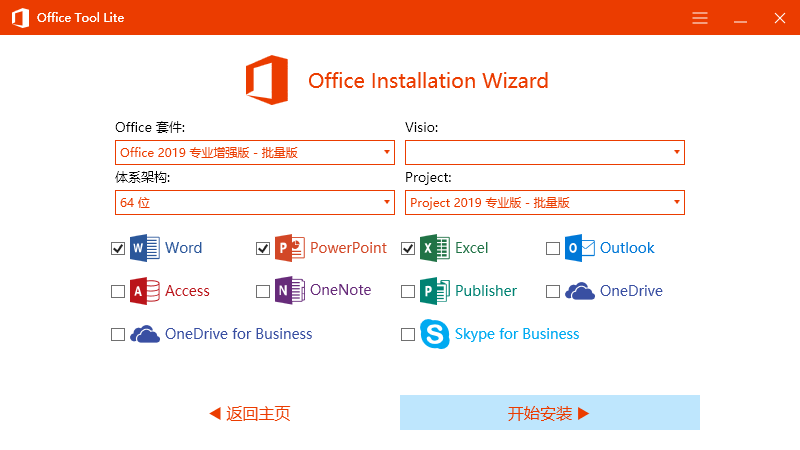 Office Tool Lite
Office Installation Wizard
Office 套件: Visio:
Office 2019 专业增强版 - 批量版
体系架构: Project:
64 位 Project 2019 专业版 - 批量版
Word PowerPoint Excel Outlook
Access OneNote Publisher OneDrive
OneDrive for Business Skype for Business
返回主页 开始安装